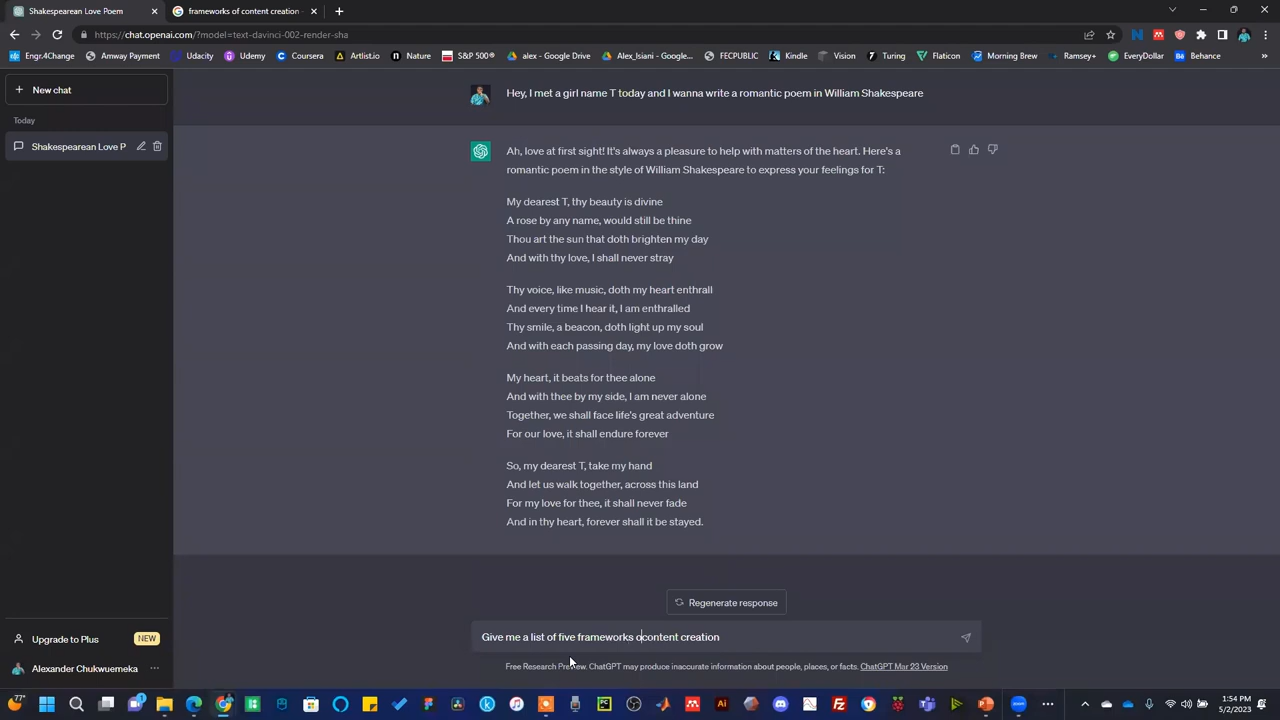 Shakespearean Love Poem
frameworks of content creation -
https://chat.openai.com/?model=text-davinci-002-render-sha
Engr.4Change
Amway Payment
Udacity
Udemy
Coursera
Artlist.io
Nature
S&P 500®
alex - Google Drive
Alex_Isiani - Google...
FECPUBLIC
Kindle
Vision
Turing
Flaticon
Morning Brew
Ramsey+
EveryDollar
Behance
New chat
Today
Shakespearean Love P
Hey, I met a girl name T today and I wanna write a romantic poem in William Shakespeare
Ah, love at first sight! It's always a pleasure to help with matters of the heart. Here's a
romantic poem in the style of William Shakespeare to express your feelings for T:
My dearest T, thy beauty is divine
A rose by any name, would still be thine
Thou art the sun that doth brighten my day
And with thy love, I shall never stray
Thy voice, like music, doth my heart enthrall
And every time I hear it, I am enthralled
Thy smile, a beacon, doth light up my soul
And with each passing day, my love doth grow
My heart, it beats for thee alone
And with thee by my side, I am never alone
Together, we shall face life's great adventure
For our love, it shall endure forever
So, my dearest T, take my hand
And let us walk together, across this land
For my love for thee, it shall never fade
And in thy heart, forever shall it be stayed.
Regenerate response
Give me a list of five frameworks ocontent creation
Free Research Preview. ChatGPT may produce inaccurate information about people, places, or facts. ChatGPT Mar 23 Version
Upgrade to Plus
NEW
Alexander Chukwuemeka
77°
1:54 PM
5/2/2023